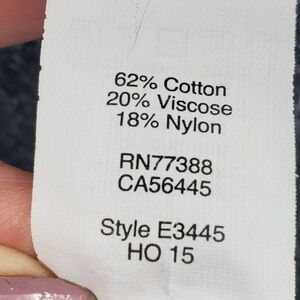 62% Cotton
20% Viscose
18% Nylon
RN77388
CA56445
Style E3445
HO 15